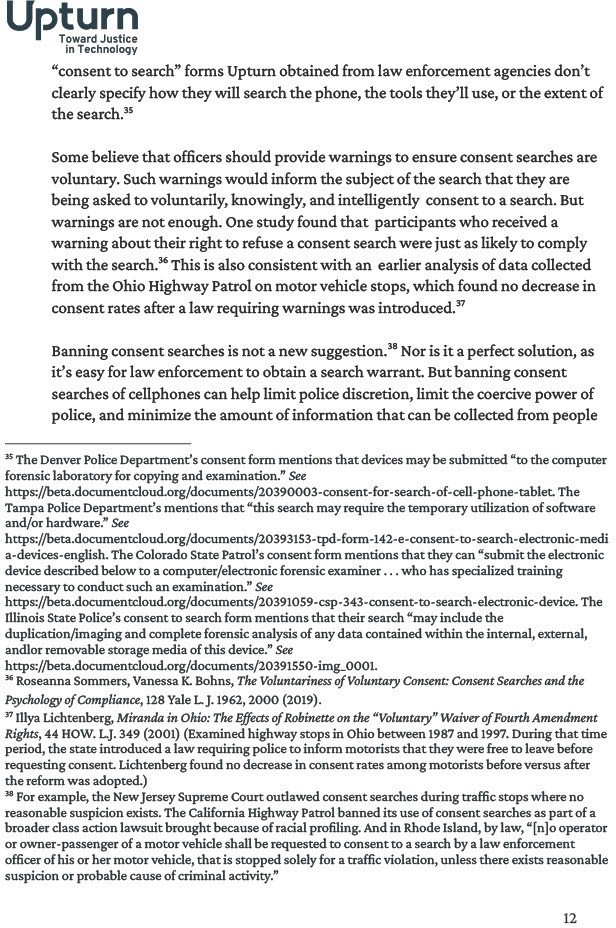 Upturn
Toward Justice
in Technology
“consent to search” forms Upturn obtained from law enforcement agencies don’t
clearly specify how they will search the phone, the tools they’ll use, or the extent of
the search.³⁵
Some believe that officers should provide warnings to ensure consent searches are
voluntary. Such warnings would inform the subject of the search that they are
being asked to voluntarily, knowingly, and intelligently consent to a search. But
warnings are not enough. One study found that participants who received a
warning about their right to refuse a consent search were just as likely to comply
with the search.³⁶ This is also consistent with an earlier analysis of data collected
from the Ohio Highway Patrol on motor vehicle stops, which found no decrease in
consent rates after a law requiring warnings was introduced.³⁷
Banning consent searches is not a new suggestion.³⁸ Nor is it a perfect solution, as
it’s easy for law enforcement to obtain a search warrant. But banning consent
searches of cellphones can help limit police discretion, limit the coercive power of
police, and minimize the amount of information that can be collected from people
³⁵ The Denver Police Department’s consent form mentions that devices may be submitted “to the computer
forensic laboratory for copying and examination.” See
https://beta.documentcloud.org/documents/20390003-consent-for-search-of-cell-phone-tablet. The
Tampa Police Department’s mentions that “this search may require the temporary utilization of software
and/or hardware.” See
https://beta.documentcloud.org/documents/20393153-tpd-form-142-e-consent-to-search-electronic-medi
a-devices-english. The Colorado State Patrol’s consent form mentions that they can “submit the electronic
device described below to a computer/electronic forensic examiner . . . who has specialized training
necessary to conduct such an examination.” See
https://beta.documentcloud.org/documents/20391059-csp-343-consent-to-search-electronic-device. The
Illinois State Police’s consent to search form mentions that their search “may include the
duplication/imaging and complete forensic analysis of any data contained within the internal, external,
and/or removable storage media of this device.” See
https://beta.documentcloud.org/documents/20391550-img_0001.
³⁶ Roseanna Sommers, Vanessa K. Bohns, The Voluntariness of Voluntary Consent: Consent Searches and the
Psychology of Compliance, 128 Yale L. J. 1962, 2000 (2019).
³⁷ Illya Lichtenberg, Miranda in Ohio: The Effects of Robinette on the “Voluntary” Waiver of Fourth Amendment
Rights, 44 HOW. L.J. 349 (2001) (Examined highway stops in Ohio between 1987 and 1997. During that time
period, the state introduced a law requiring police to inform motorists that they were free to leave before
requesting consent. Lichtenberg found no decrease in consent rates among motorists before versus after
the reform was adopted.)
³⁸ For example, the New Jersey Supreme Court outlawed consent searches during traffic stops where no
reasonable suspicion exists. The California Highway Patrol banned its use of consent searches as part of a
broader class action lawsuit brought because of racial profiling. And in Rhode Island, by law, “[n]o operator
or owner-passenger of a motor vehicle shall be requested to consent to a search by a law enforcement
officer of his or her motor vehicle, that is stopped solely for a traffic violation, unless there exists reasonable
suspicion or probable cause of criminal activity.”
12